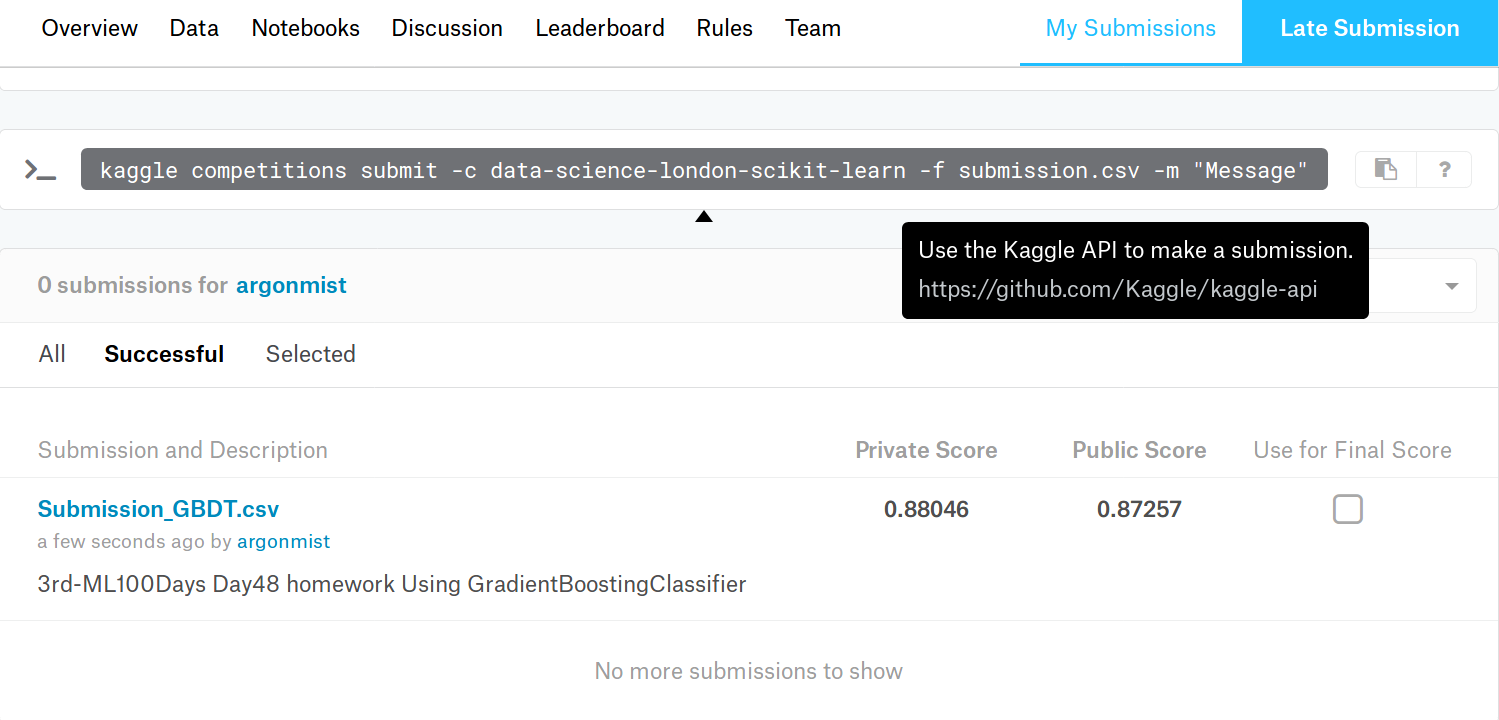 Overview Data Notebooks Discussion Leaderboard Rules Team My Submissions Late Submission
kaggle competitions submit -c data-science-london-scikit-learn -f submission.csv -m "Message" ?
Use the Kaggle API to make a submission.
https://github.com/Kaggle/kaggle-api
0 submissions for argonmist
All Successful Selected
Submission and Description Private Score Public Score Use for Final Score
Submission_GBDT.csv 0.88046 0.87257
a few seconds ago by argonmist
3rd-ML100Days Day48 homework Using GradientBoostingClassifier
No more submissions to show